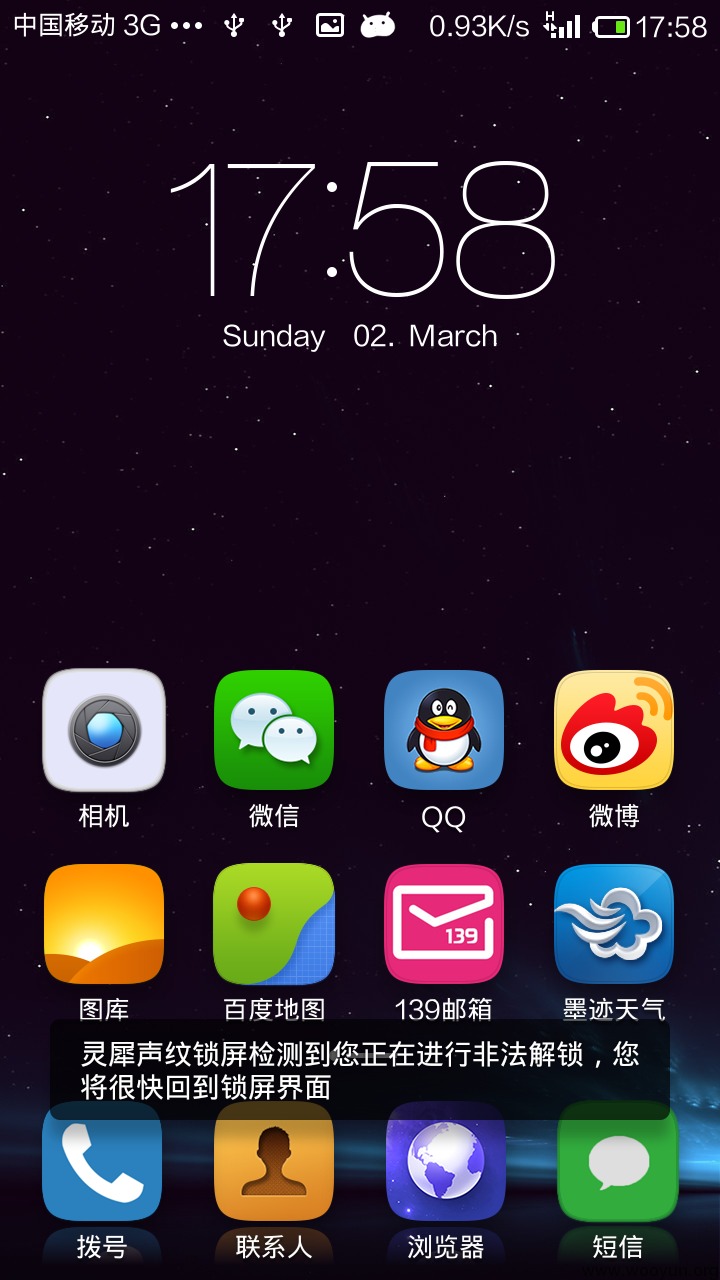 中国移动 3G ••• 0.93K/s H 17:58
17:58
Sunday 02. March
相机 微信 QQ 微博
139
图库 百度地图 139邮箱 墨迹天气
灵犀声纹锁屏检测到您正在进行非法解锁，您
将很快回到锁屏界面
拨号 联系人 浏览器 短信